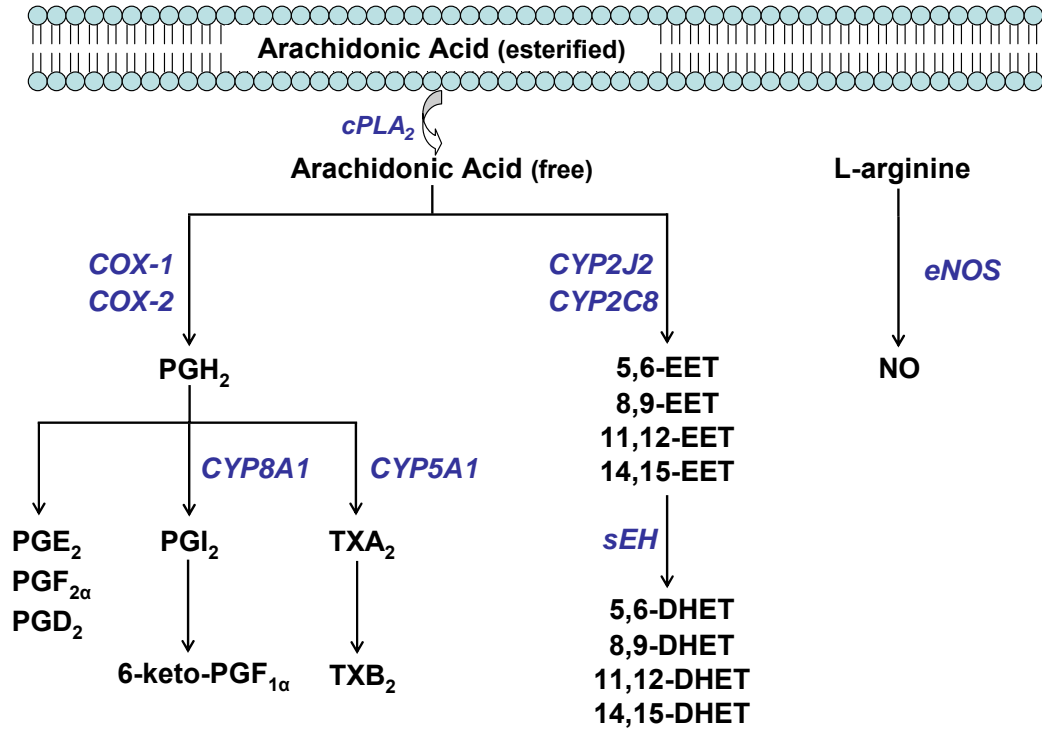 Arachidonic Acid (esterified)
cPLA₂
Arachidonic Acid (free)
L-arginine
COX-1
COX-2
CYP2J2
CYP2C8
eNOS
PGH₂
5,6-EET
8,9-EET
11,12-EET
14,15-EET
NO
CYP8A1
CYP5A1
PGE₂
PGF₂α
PGD₂
PGI₂
TXA₂
sEH
6-keto-PGF₁α
TXB₂
5,6-DHET
8,9-DHET
11,12-DHET
14,15-DHET